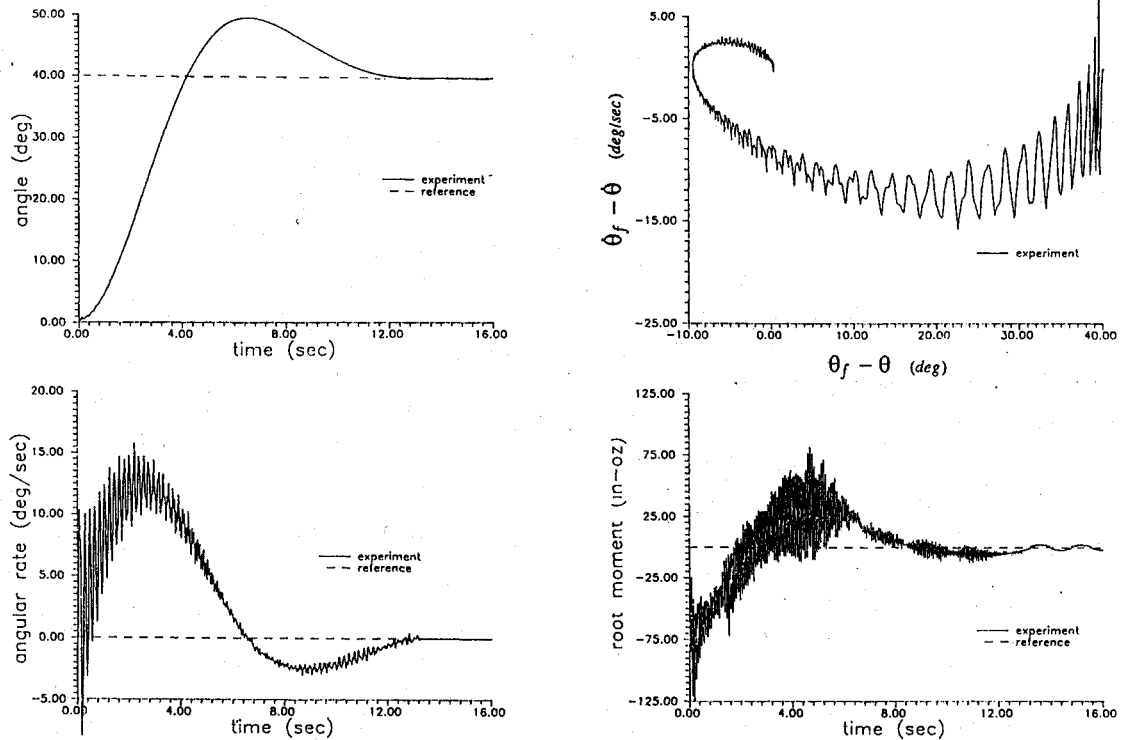 50.00
40.00
30.00
20.00
10.00
0.00
angle (deg)
experiment
reference
0.00 4.00 8.00 12.00 16.00
time (sec)
5.00
-5.00
-15.00
-25.00
θ̇f − θ̇ (deg/sec)
experiment
-10.00 0.00 10.00 20.00 30.00 40.00
θf − θ (deg)
20.00
15.00
10.00
5.00
0.00
-5.00
angular rate (deg/sec)
experiment
reference
0.00 4.00 8.00 12.00 16.00
time (sec)
125.00
75.00
25.00
-25.00
-75.00
-125.00
root moment (in-oz)
experiment
reference
0.00 4.00 8.00 12.00 16.00
time (sec)